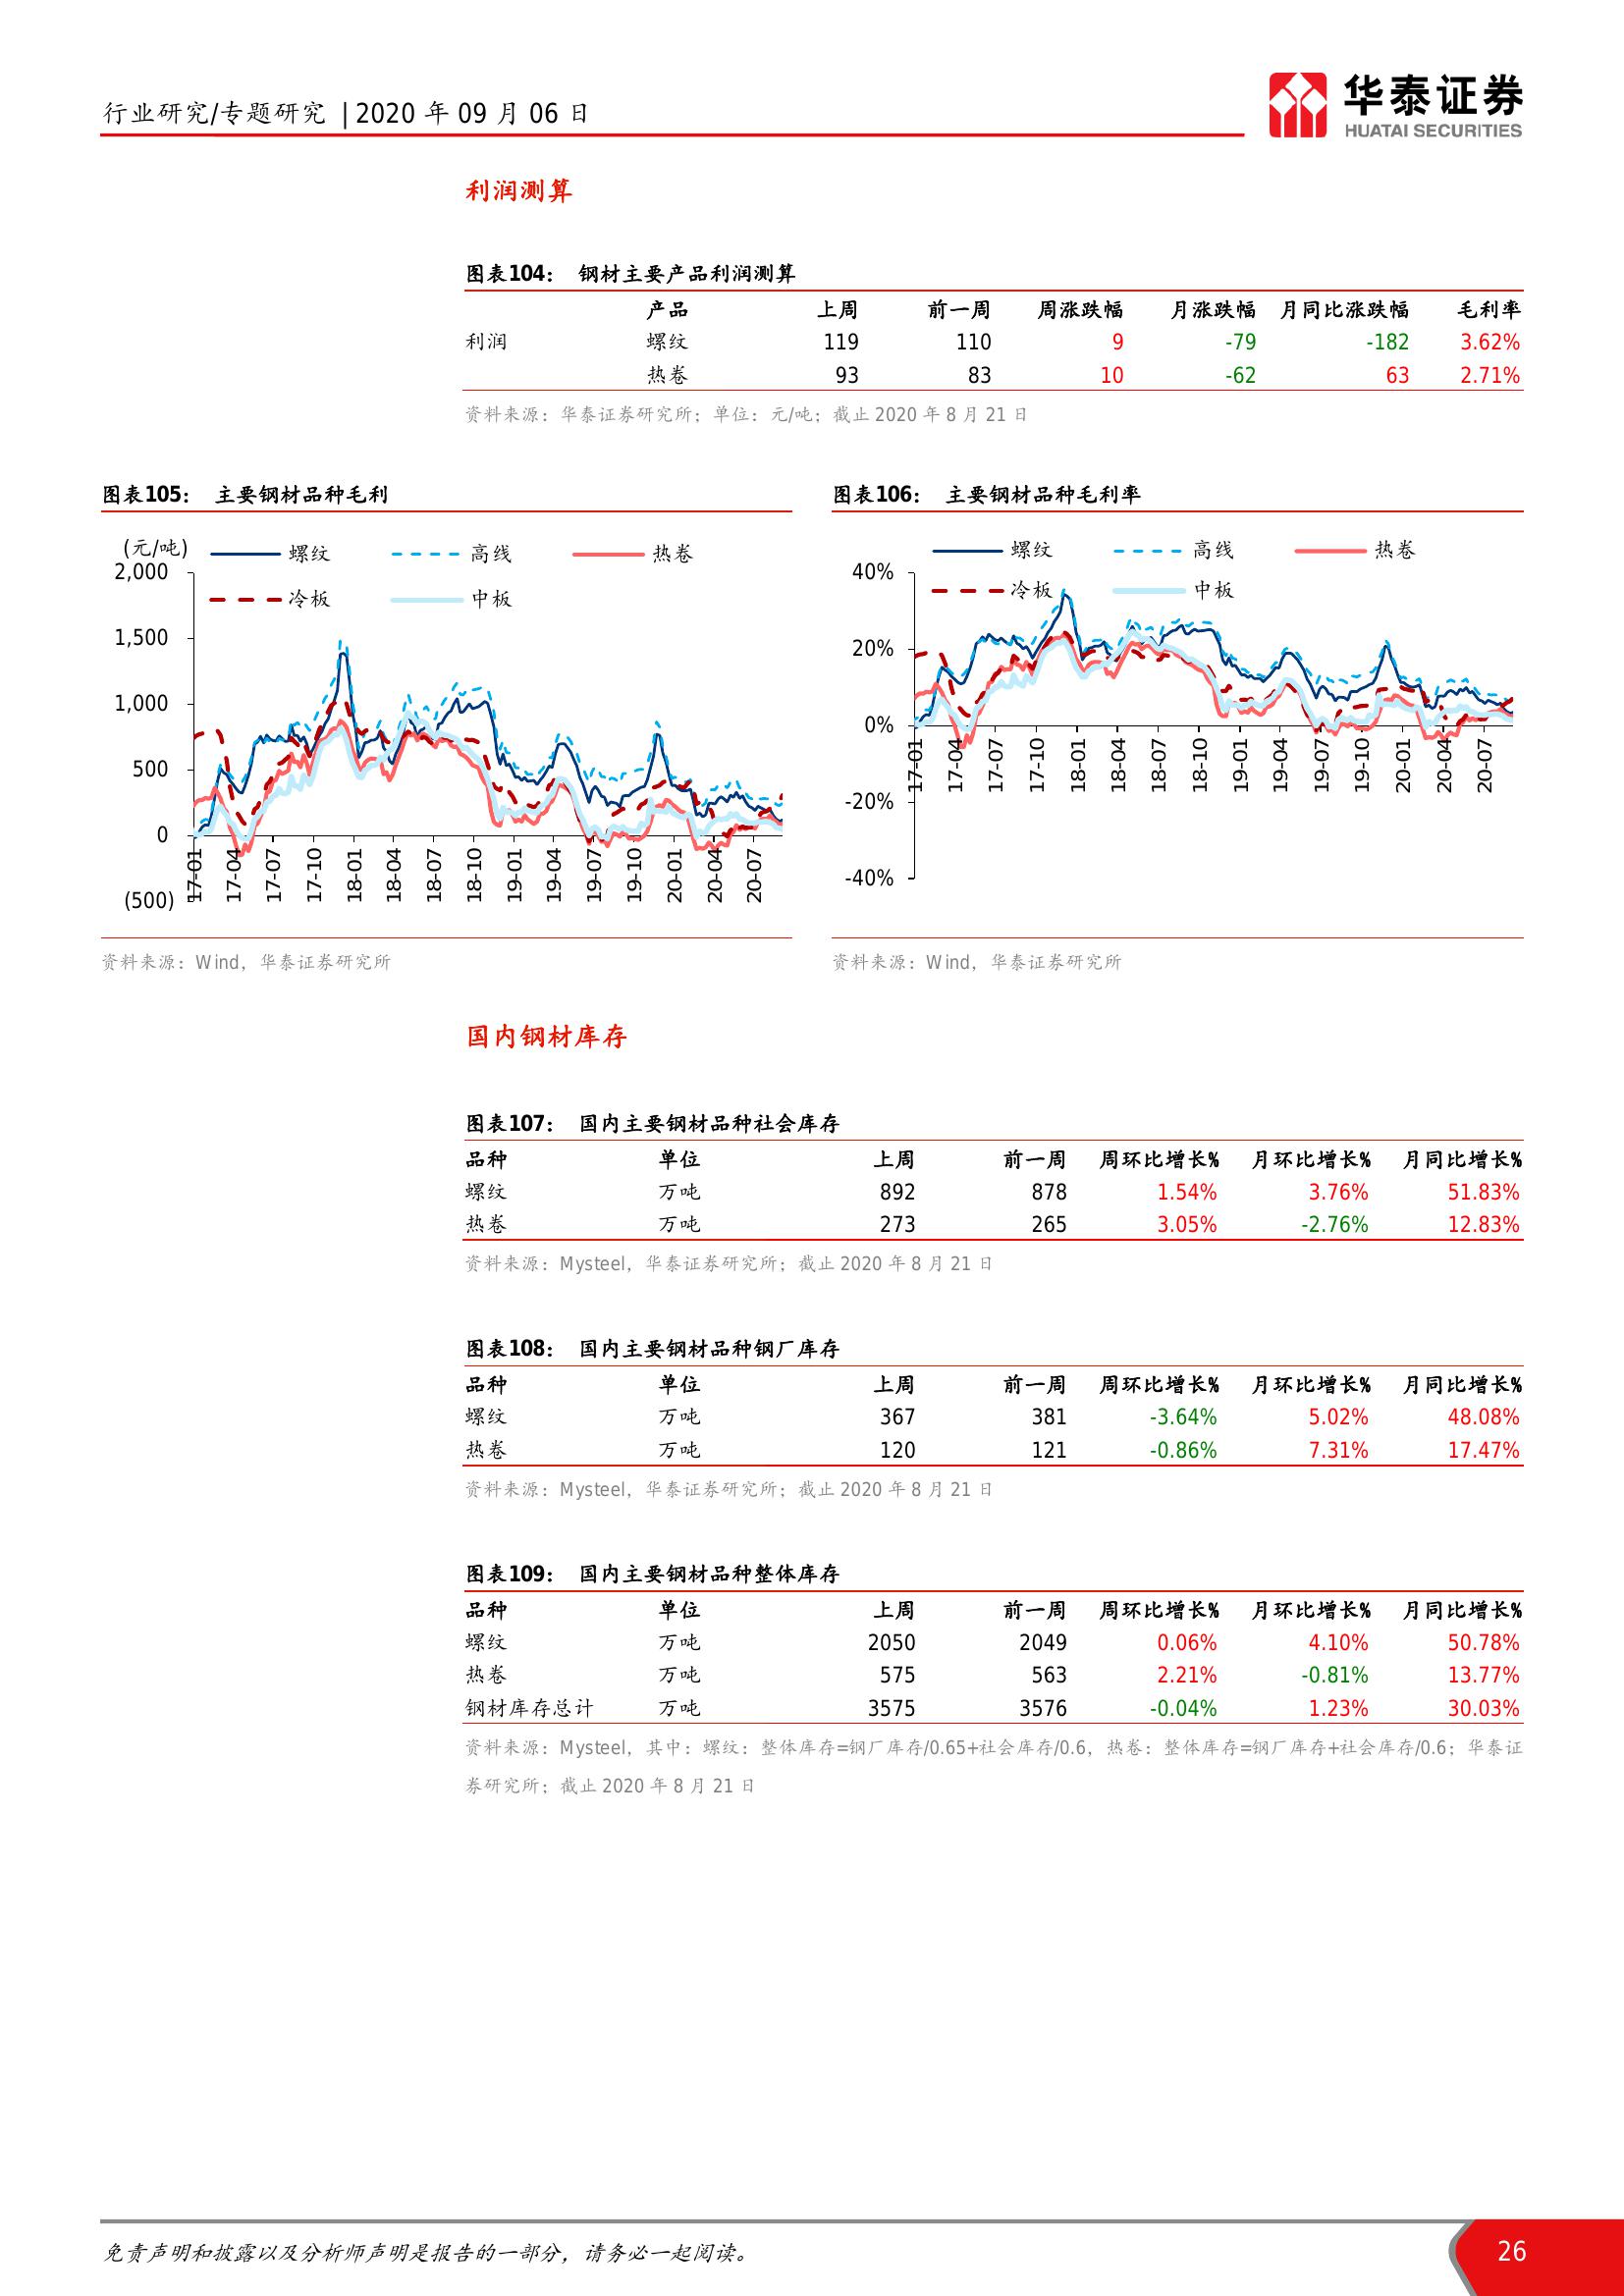 行业研究/专题研究 | 2020 年 09 月 06 日
华泰证券
HUATAI SECURITIES
利润测算
图表104： 钢材主要产品利润测算
产品 上周 前一周 周涨跌幅 月涨跌幅 月同比涨跌幅 毛利率
利润 螺纹 119 110 9 -79 -182 3.62%
热卷 93 83 10 -62 63 2.71%
资料来源：华泰证券研究所；单位：元/吨；截止 2020 年 8 月 21 日
图表105： 主要钢材品种毛利
(元/吨) 螺纹 高线 热卷
冷板 中板
2,000
1,500
1,000
500
0
(500)
17-01 17-04 17-07 17-10 18-01 18-04 18-07 18-10 19-01 19-04 19-07 19-10 20-01 20-04 20-07
资料来源：Wind，华泰证券研究所
图表106： 主要钢材品种毛利率
螺纹 高线 热卷
冷板 中板
40%
20%
0%
-20%
-40%
17-01 17-04 17-07 17-10 18-01 18-04 18-07 18-10 19-01 19-04 19-07 19-10 20-01 20-04 20-07
资料来源：Wind，华泰证券研究所
国内钢材库存
图表107： 国内主要钢材品种社会库存
品种 单位 上周 前一周 周环比增长% 月环比增长% 月同比增长%
螺纹 万吨 892 878 1.54% 3.76% 51.83%
热卷 万吨 273 265 3.05% -2.76% 12.83%
资料来源：Mysteel，华泰证券研究所；截止 2020 年 8 月 21 日
图表108： 国内主要钢材品种钢厂库存
品种 单位 上周 前一周 周环比增长% 月环比增长% 月同比增长%
螺纹 万吨 367 381 -3.64% 5.02% 48.08%
热卷 万吨 120 121 -0.86% 7.31% 17.47%
资料来源：Mysteel，华泰证券研究所；截止 2020 年 8 月 21 日
图表109： 国内主要钢材品种整体库存
品种 单位 上周 前一周 周环比增长% 月环比增长% 月同比增长%
螺纹 万吨 2050 2049 0.06% 4.10% 50.78%
热卷 万吨 575 563 2.21% -0.81% 13.77%
钢材库存总计 万吨 3575 3576 -0.04% 1.23% 30.03%
资料来源：Mysteel，其中：螺纹：整体库存=钢厂库存/0.65+社会库存/0.6，热卷：整体库存=钢厂库存+社会库存/0.6；华泰证
券研究所；截止 2020 年 8 月 21 日
免责声明和披露以及分析师声明是报告的一部分，请务必一起阅读。
26